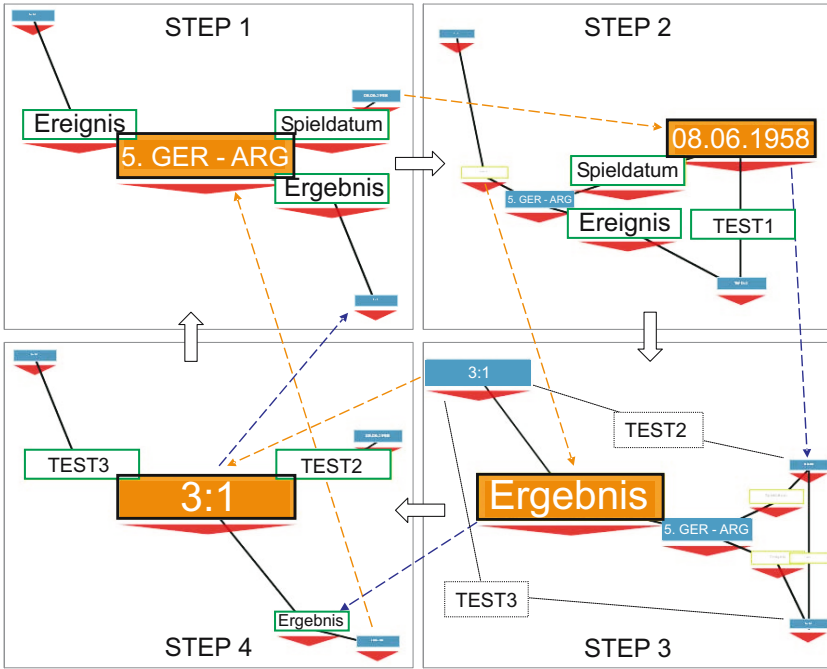 STEP 1
Ereignis
Spieldatum
5. GER - ARG
Ergebnis
STEP 2
08.06.1958
Spieldatum
5. GER - ARG
Ereignis
TEST1
STEP 4
TEST3
TEST2
3:1
Ergebnis
3:1
TEST2
Ergebnis
5. GER - ARG
TEST3
STEP 3